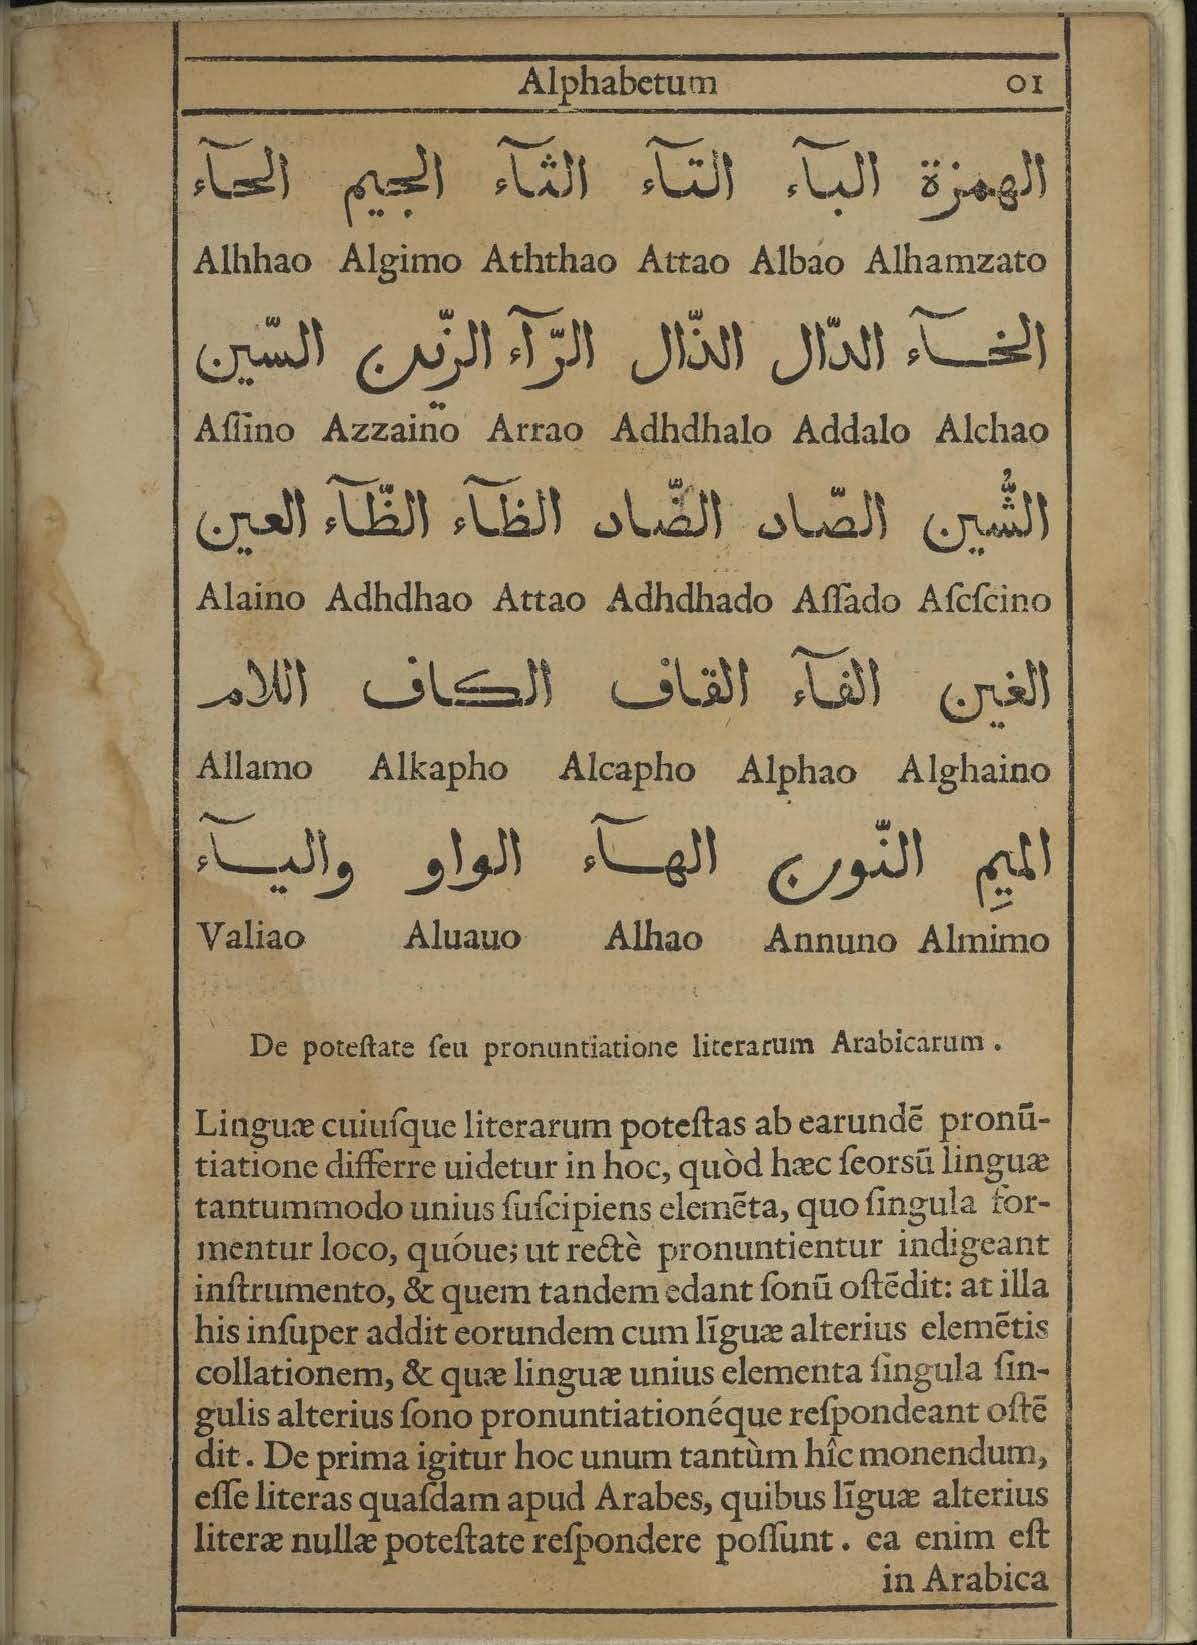 Alphabetum 01
الهمزة البآء التآء الثآء الجيم الحآء
Alhhao Algimo Aththao Attao Albao Alhamzato
الخآء الدّال الذّال الرّآء الزّين السّين
Aſſino Azzaino Arrao Adhdhalo Addalo Alchao
الشّين الصّاد الضّاد الظآء الظّآء العين
Alaino Adhdhao Attao Adhdhado Aſſado Aſcſcino
الغين الفآء القاف الكاف اللام
Allamo Alkapho Alcapho Alphao Alghaino
الميِمِ النّون الهآء الواو واليآء
Valiao Aluauo Alhao Annuno Almimo
De poteſtate ſeu pronuntiatione literarum Arabicarum .
Linguæ cuiuſque literarum poteſtas ab earundē pronū-
tiatione differre uidetur in hoc, quòd hæc ſeorsū linguæ
tantummodo unius ſuſcipiens elemēta, quo ſingula for-
mentur loco, quóue; ut rectè pronuntientur indigeant
inſtrumento, & quem tandem edant ſonū oſtēdit: at illa
his inſuper addit eorundem cum līguæ alterius elemētis
collationem, & quæ linguæ unius elementa ſingula ſin-
gulis alterius ſono pronuntiationéque reſpondeant oſtē
dit. De prima igitur hoc unum tantùm hîc monendum,
eſſe literas quaſdam apud Arabes, quibus līguæ alterius
literæ nullæ poteſtate reſpondere poſſunt. ea enim eſt
in Arabica